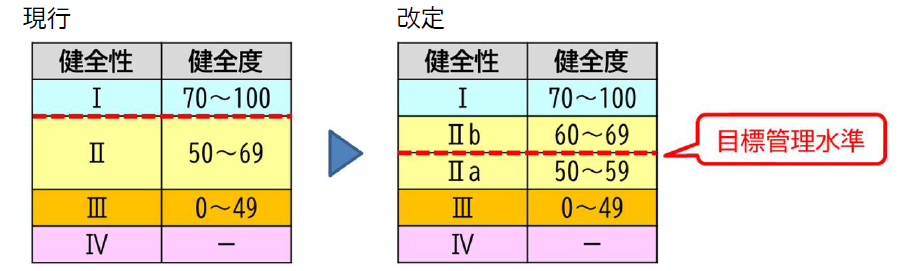 現行
健全性 健全度
Ⅰ 70～100
Ⅱ 50～69
Ⅲ 0～49
Ⅳ －
改定
健全性 健全度
Ⅰ 70～100
Ⅱb 60～69
Ⅱa 50～59
Ⅲ 0～49
Ⅳ －
目標管理水準